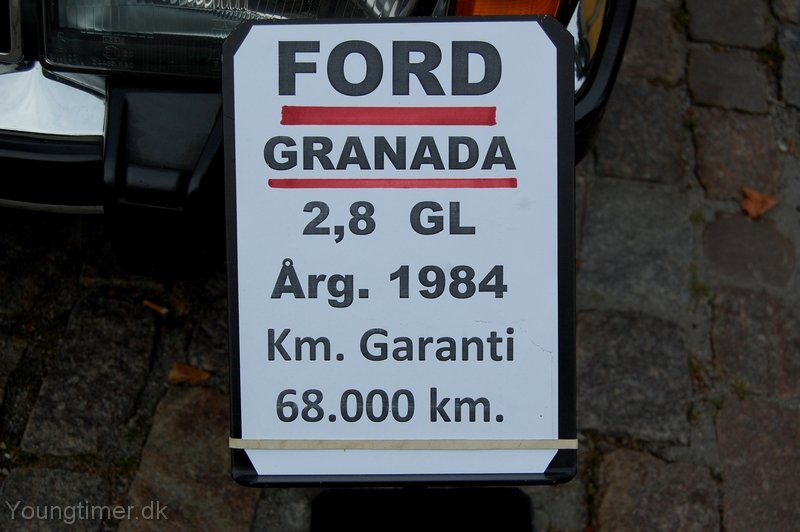 FORD
GRANADA
2,8 GL
Årg. 1984
Km. Garanti
68.000 km.
Youngtimer.dk